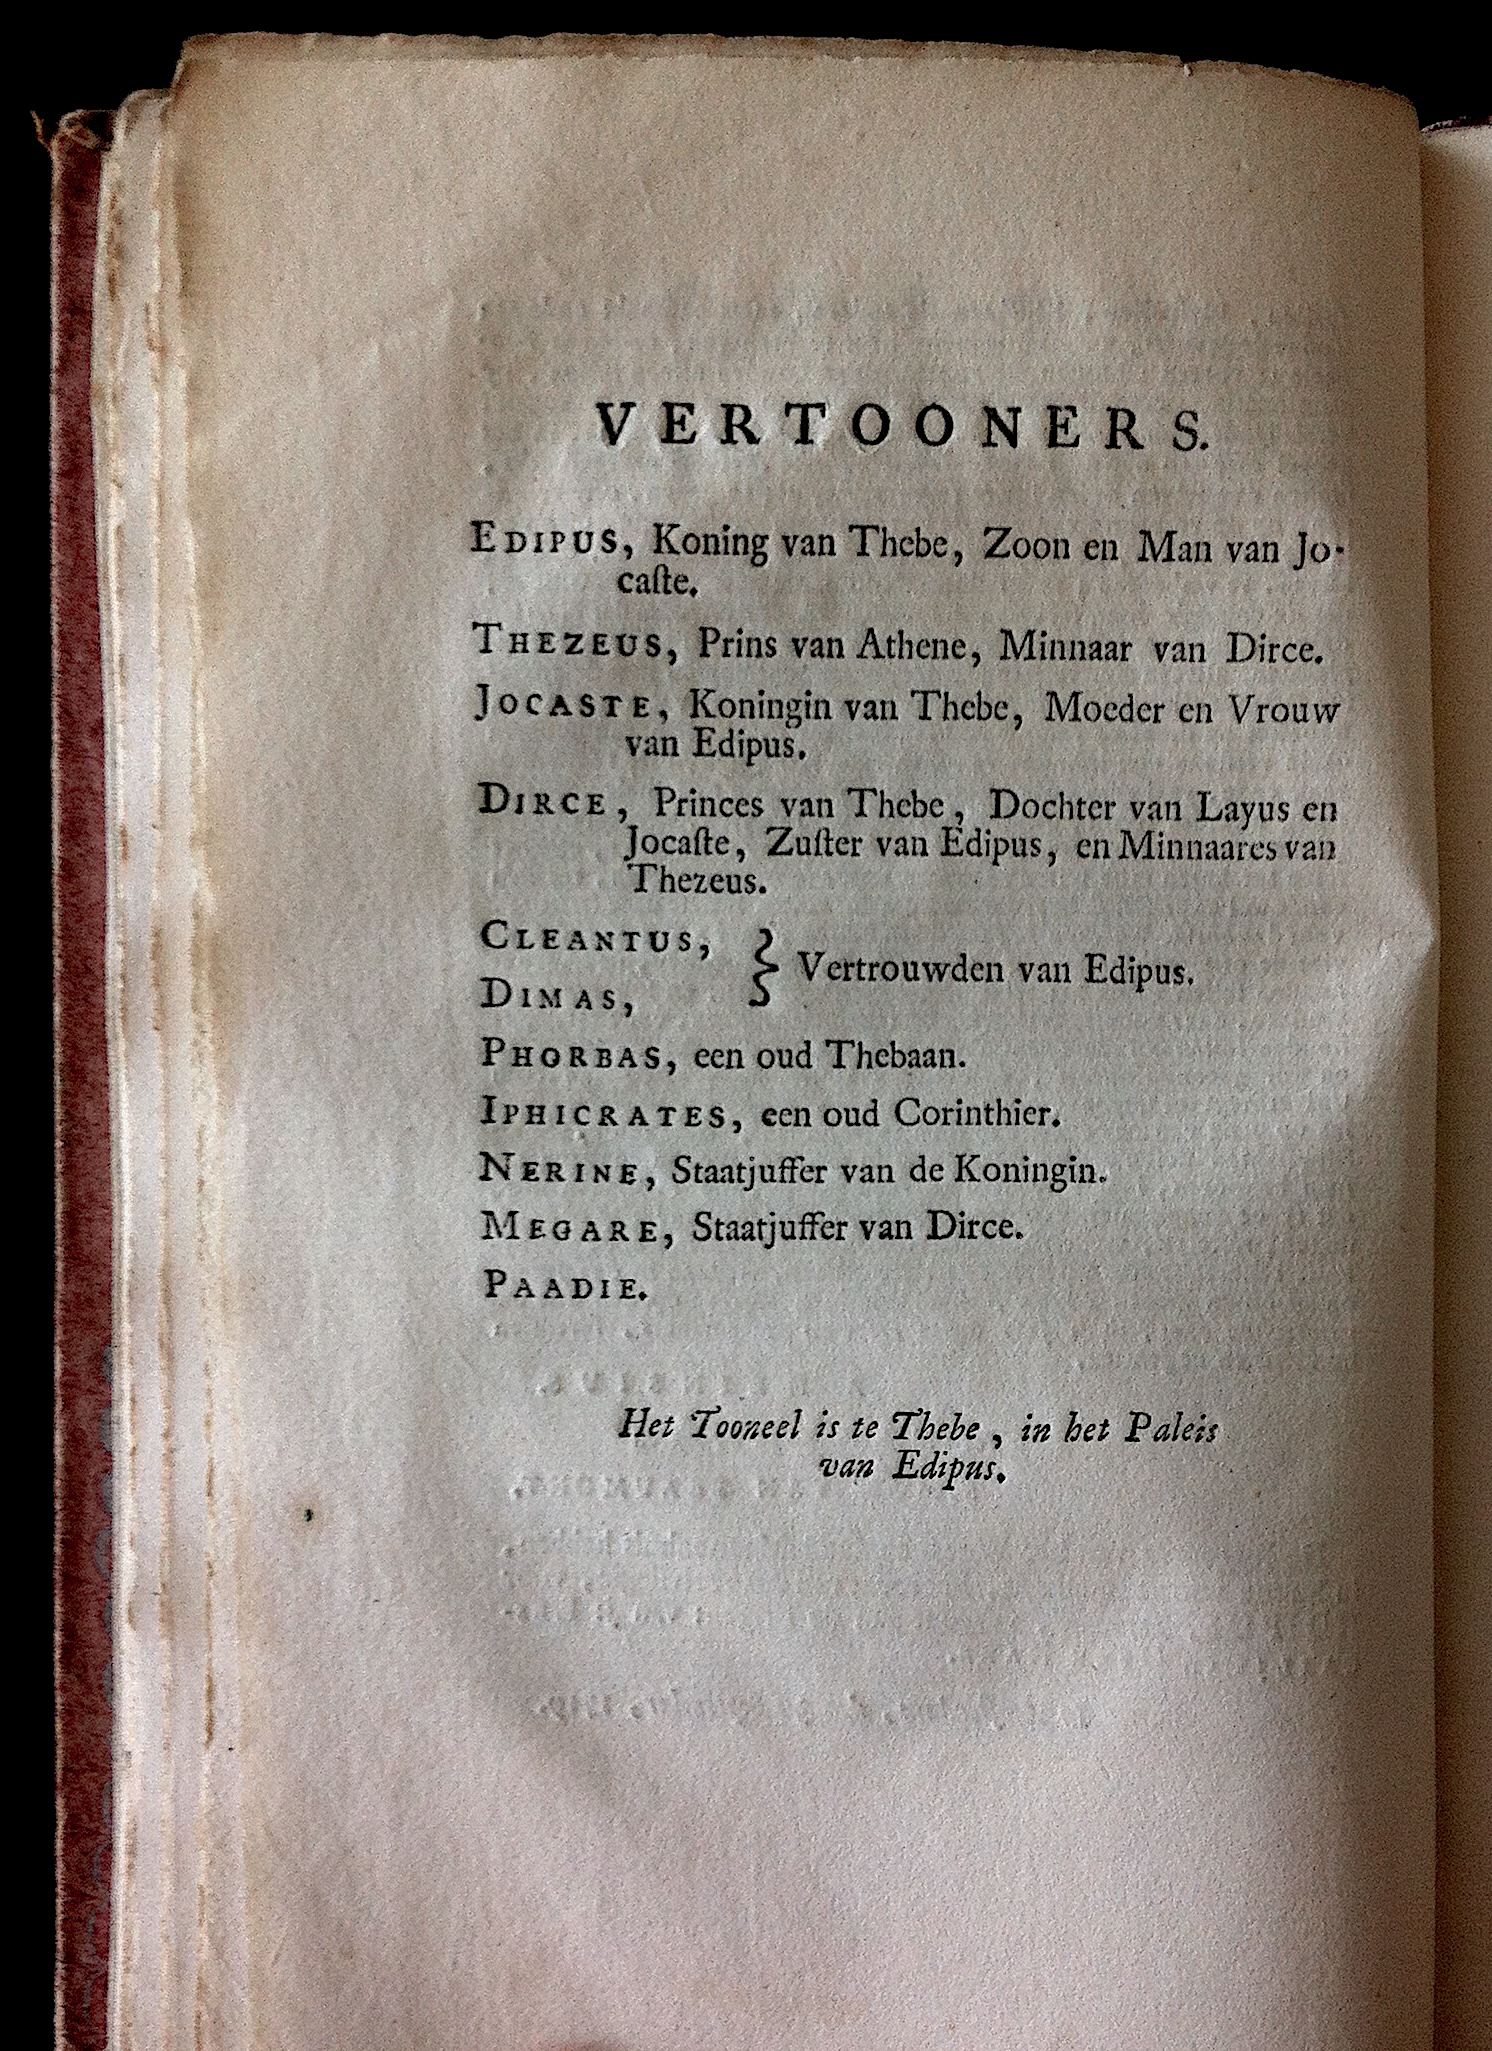 VERTOONERS.
EDIPUS, Koning van Thebe, Zoon en Man van Jo-
caſte.
THEZEUS, Prins van Athene, Minnaar van Dirce.
JOCASTE, Koningin van Thebe, Moeder en Vrouw
van Edipus.
DIRCE, Princes van Thebe, Dochter van Layus en
Jocaſte, Zuſter van Edipus, en Minnaares van
Thezeus.
CLEANTUS,
DIMAS,
} Vertrouwden van Edipus.
PHORBAS, een oud Thebaan.
IPHICRATES, een oud Corinthier.
NERINE, Staatjuffer van de Koningin.
MEGARE, Staatjuffer van Dirce.
PAADIE.
Het Tooneel is te Thebe, in het Paleis
van Edipus.